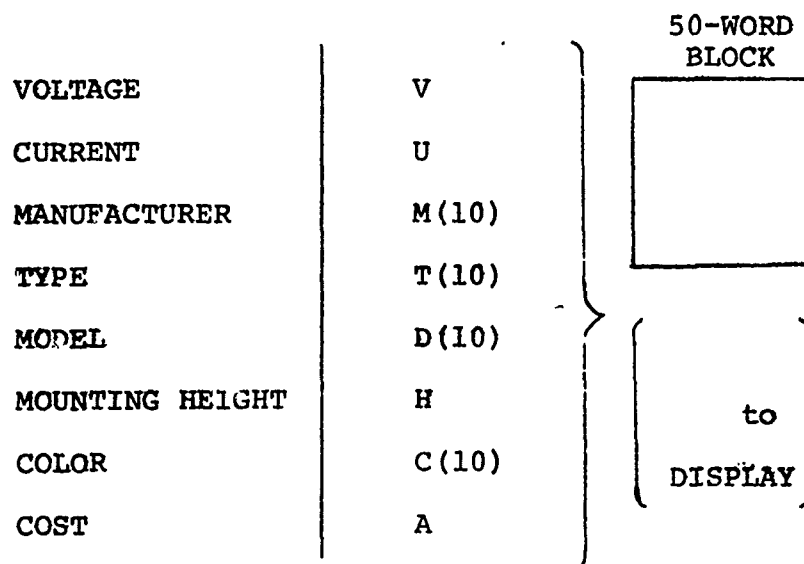 50-WORD
BLOCK
VOLTAGE V
CURRENT U
MANUFACTURER M(10)
TYPE T(10)
MODEL D(10)
MOUNTING HEIGHT H
to
COLOR C(10)
DISPLAY
COST A